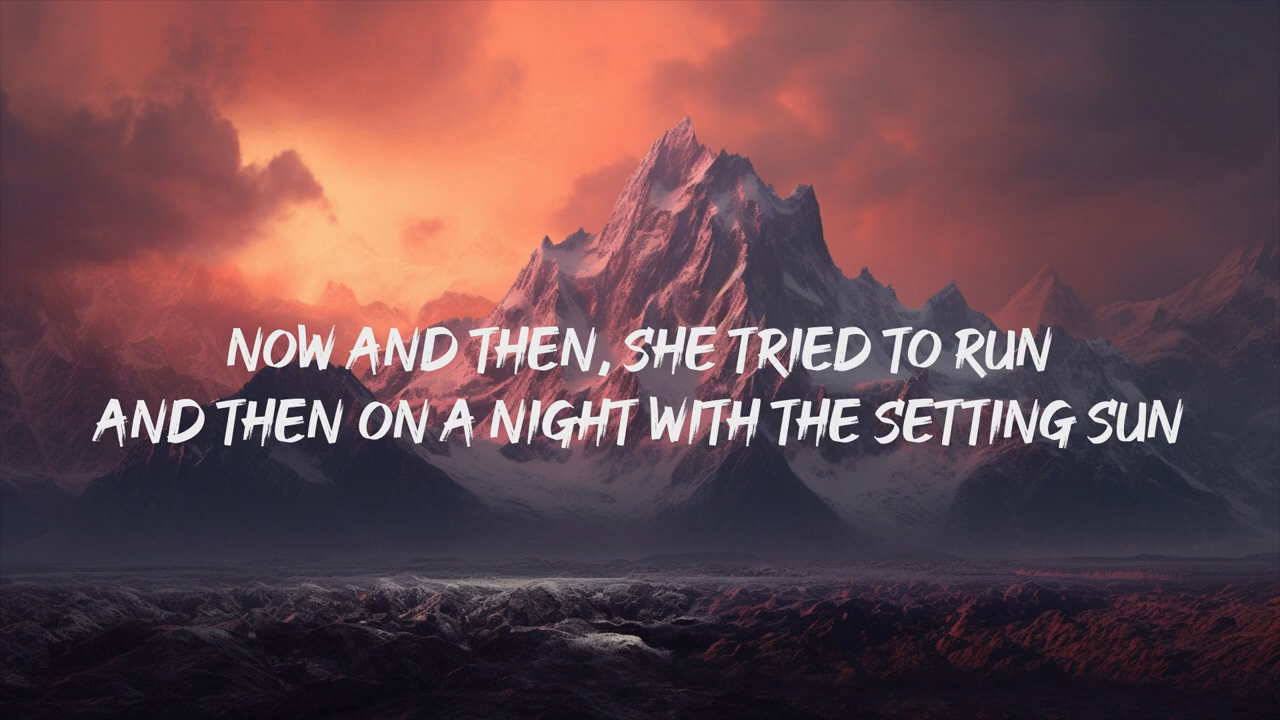 NOW AND THEN, SHE TRIED TO RUN
AND THEN ON A NIGHT WITH THE SETTING SUN